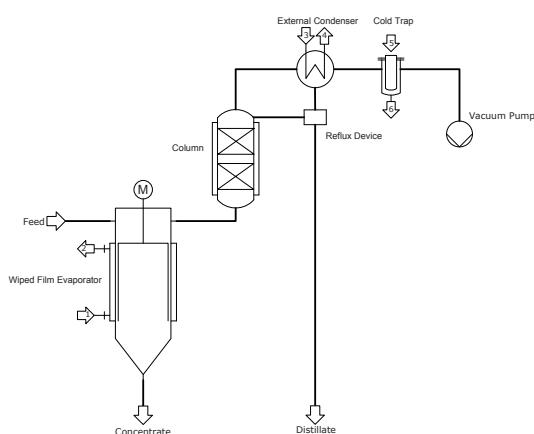 External Condenser
Cold Trap
3
4
5
6
Vacuum Pump
Reflux Device
Column
M
Feed
2
Wiped Film Evaporator
1
Concentrate
Distillate